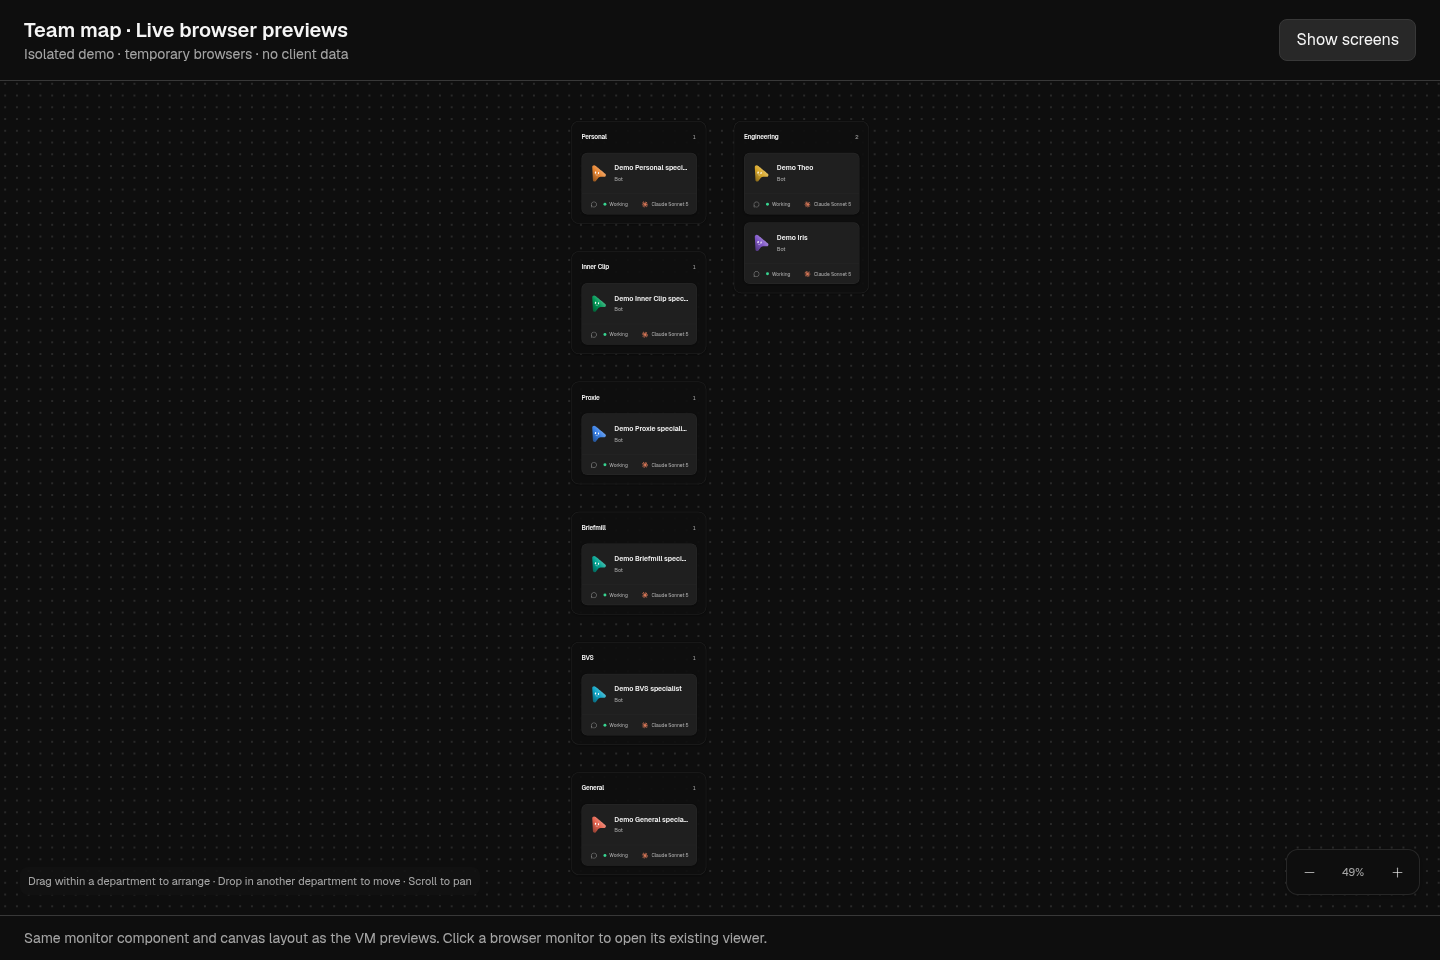 Team map · Live browser previews
Isolated demo · temporary browsers · no client data
Show screens
Personal 1
Demo Personal speci...
Bot
Working Claude Sonnet 5
Engineering 2
Demo Theo
Bot
Working Claude Sonnet 5
Demo Iris
Bot
Working Claude Sonnet 5
Inner Clip 1
Demo Inner Clip spec...
Bot
Working Claude Sonnet 5
Proxie 1
Demo Proxie speciali...
Bot
Working Claude Sonnet 5
Briefmill 1
Demo Briefmill speci...
Bot
Working Claude Sonnet 5
BVS 1
Demo BVS specialist
Bot
Working Claude Sonnet 5
General 1
Demo General specia...
Bot
Working Claude Sonnet 5
Drag within a department to arrange · Drop in another department to move · Scroll to pan
49%
Same monitor component and canvas layout as the VM previews. Click a browser monitor to open its existing viewer.